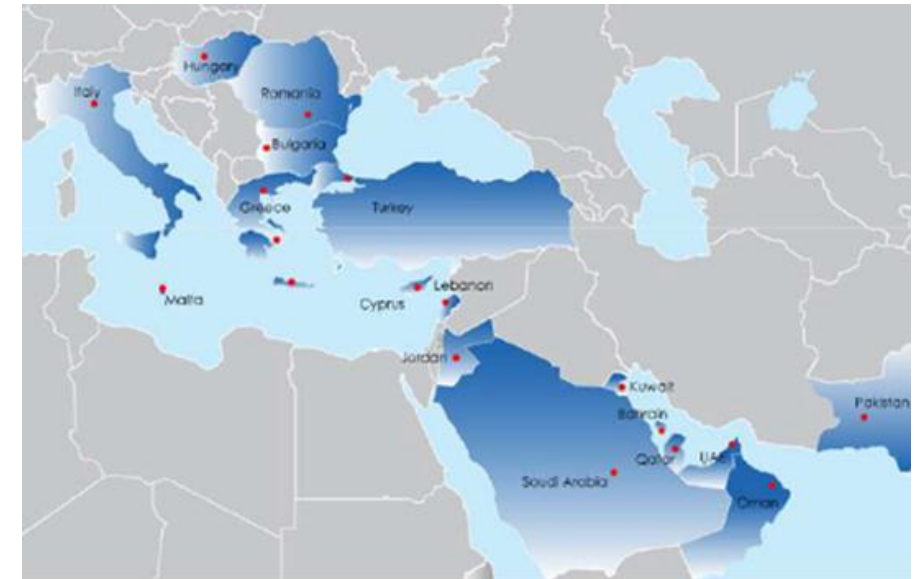 Hungary
Italy
Romania
Bulgaria
Greece
Turkey
Malta
Cyprus
Lebanon
Jordan
Kuwait
Bahrain
Qatar
UAE
Saudi Arabia
Oman
Pakistan